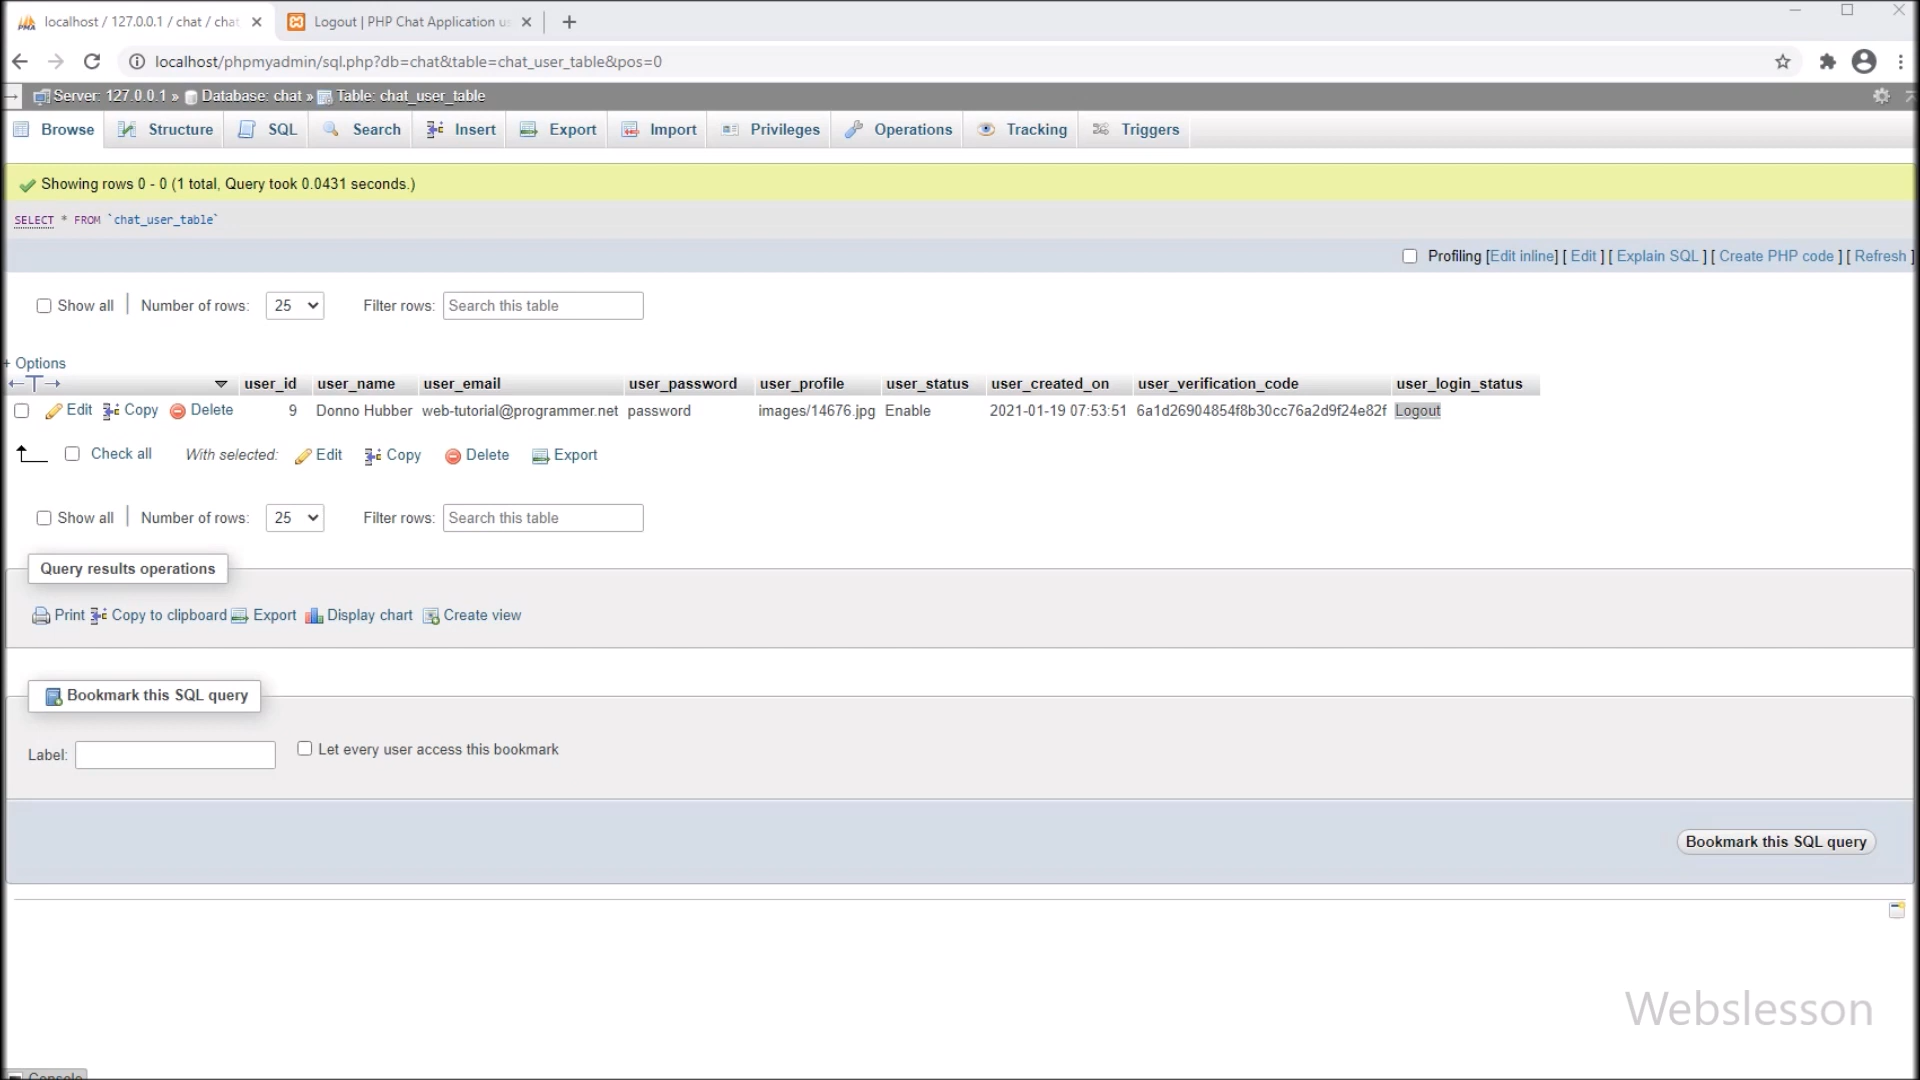 localhost / 127.0.0.1 / chat / chat
Logout | PHP Chat Application us
localhost/phpmyadmin/sql.php?db=chat&table=chat_user_table&pos=0
Server: 127.0.0.1 » Database: chat » Table: chat_user_table
Browse Structure SQL Search Insert Export Import Privileges Operations Tracking Triggers
Showing rows 0 - 0 (1 total, Query took 0.0431 seconds.)
SELECT * FROM `chat_user_table`
Profiling [Edit inline] [ Edit ] [ Explain SQL ] [ Create PHP code ] [ Refresh ]
Show all | Number of rows: 25 Filter rows: Search this table
+ Options
user_id user_name user_email user_password user_profile user_status user_created_on user_verification_code user_login_status
Edit Copy Delete 9 Donno Hubber web-tutorial@programmer.net password images/14676.jpg Enable 2021-01-19 07:53:51 6a1d26904854f8b30cc76a2d9f24e82f Logout
Check all With selected: Edit Copy Delete Export
Show all | Number of rows: 25 Filter rows: Search this table
Query results operations
Print Copy to clipboard Export Display chart Create view
Bookmark this SQL query
Label: Let every user access this bookmark
Bookmark this SQL query
Webslesson
Console